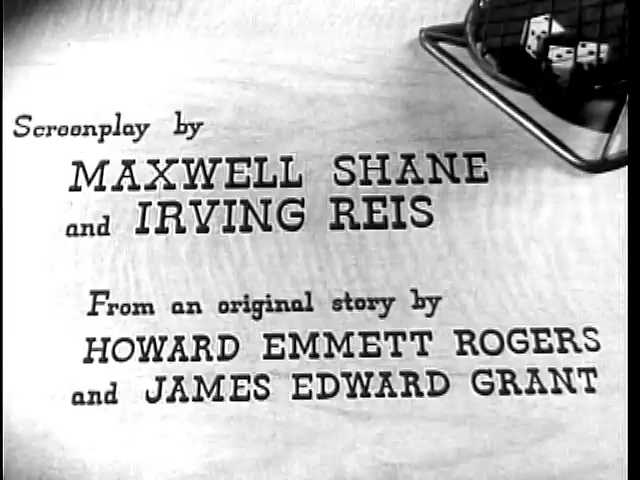 Screenplay by
MAXWELL SHANE
and IRVING REIS
From an original story by
HOWARD EMMETT ROGERS
and JAMES EDWARD GRANT